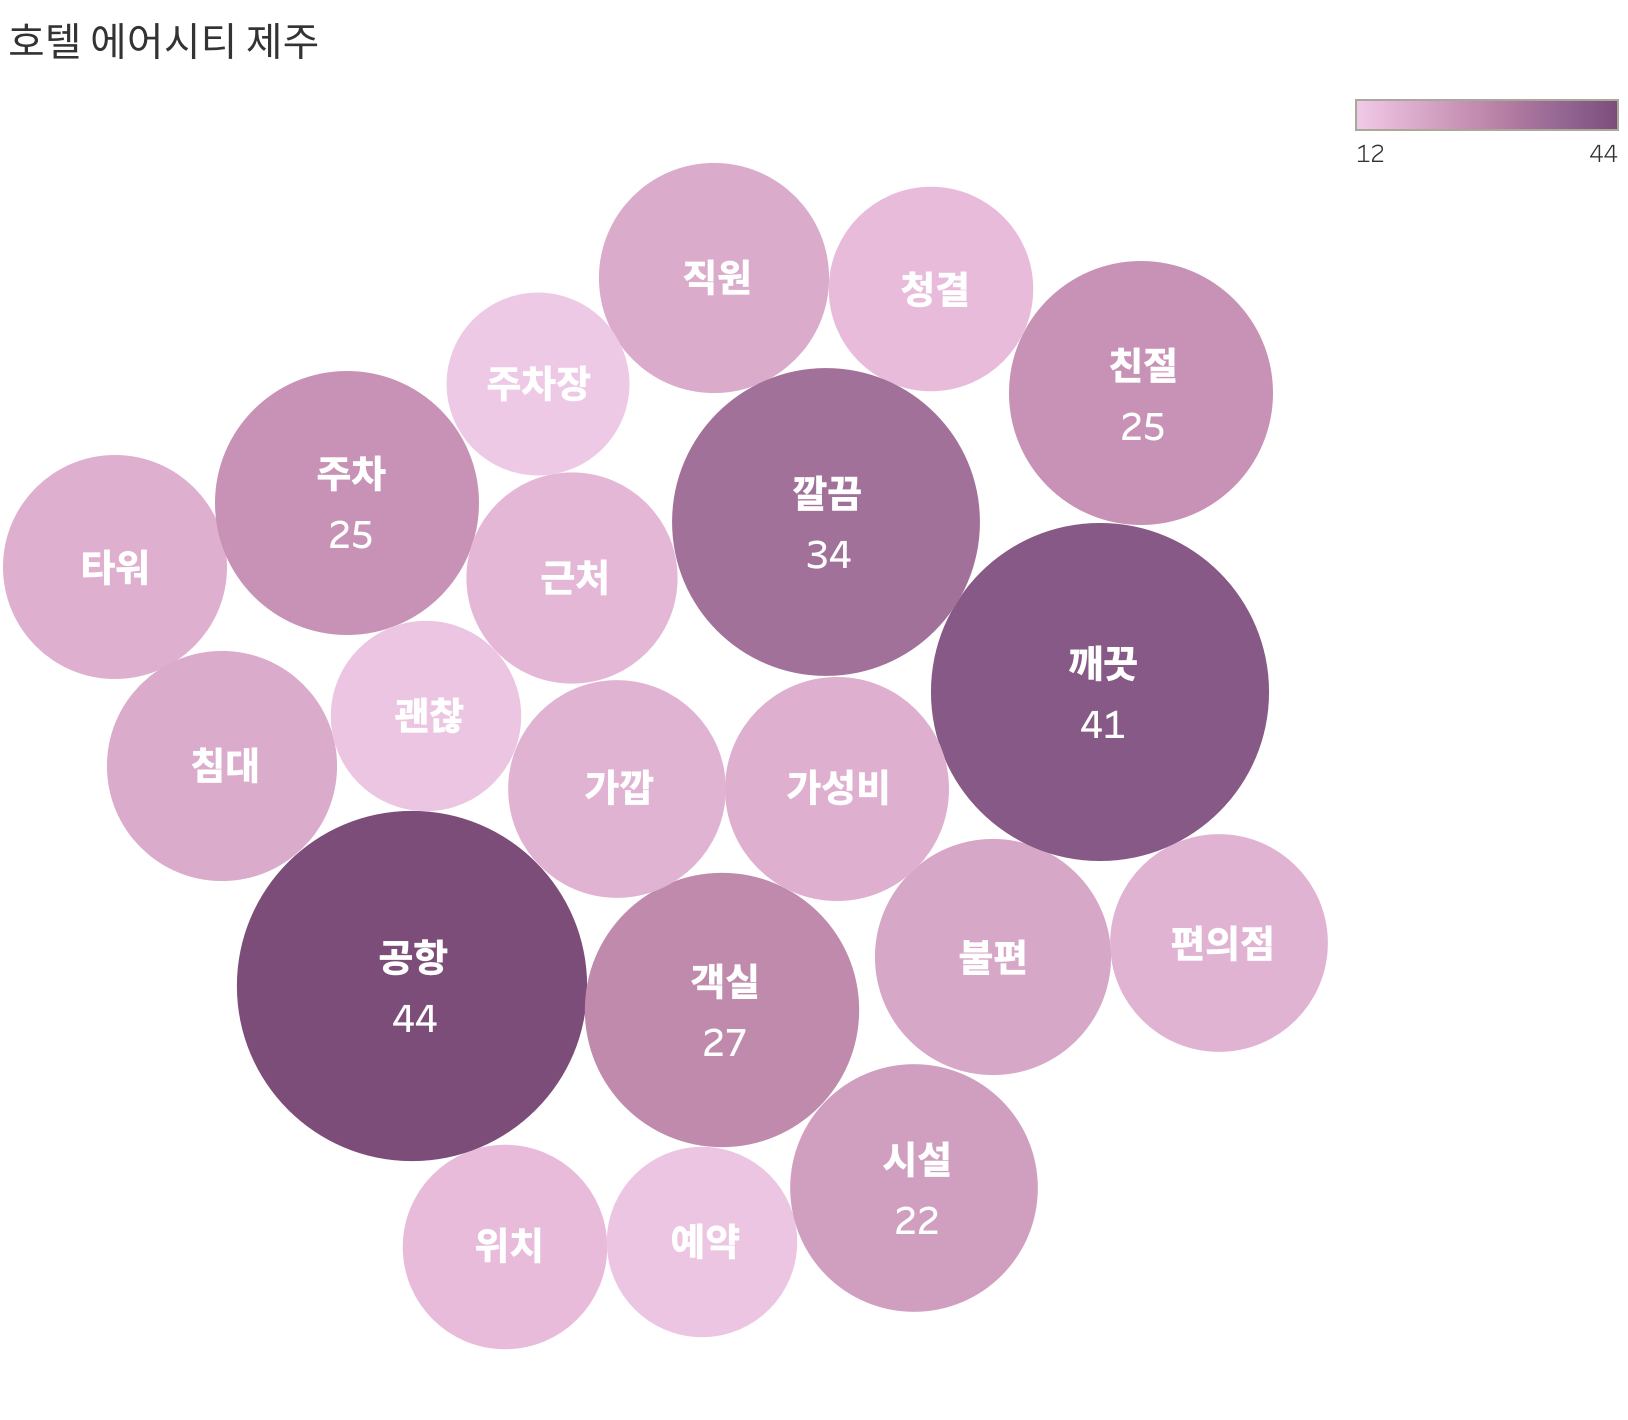 호텔 에어시티 제주
12
44
직원
청결
친절
25
주차장
주차
25
깔끔
34
타워
근처
깨끗
41
괜찮
침대
가깝
가성비
공항
44
객실
27
불편
편의점
시설
22
위치
예약